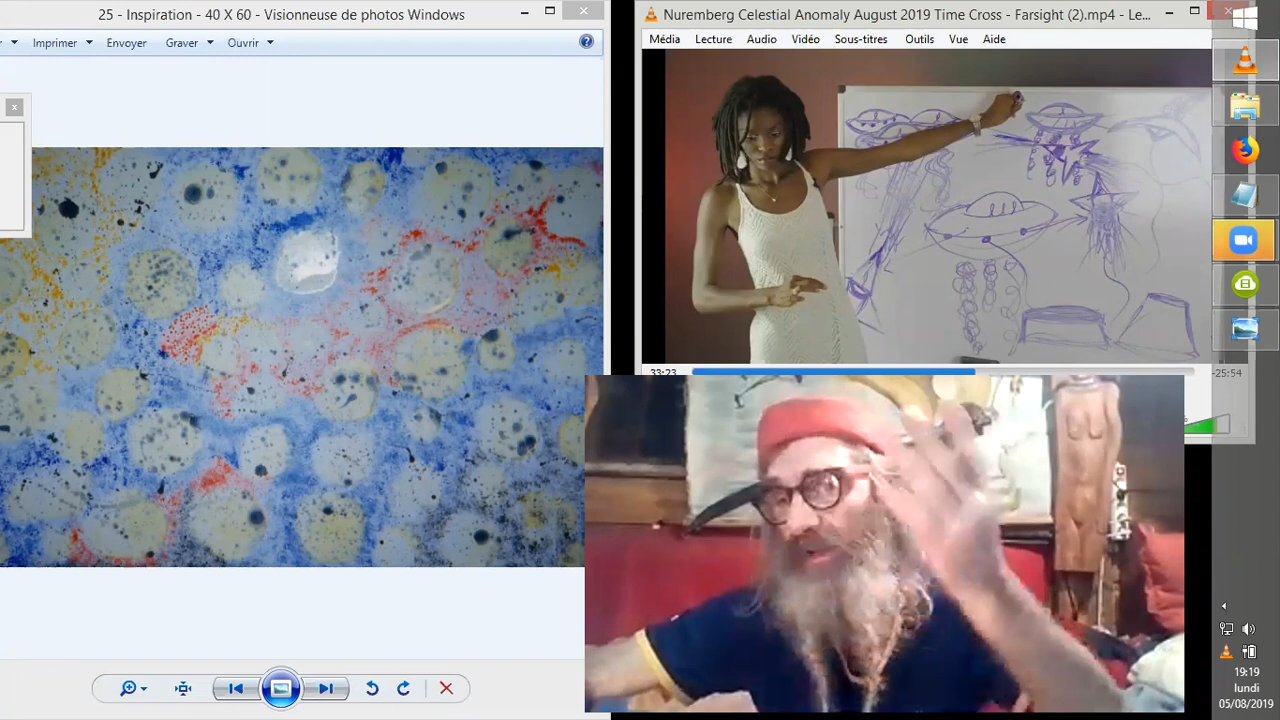 25 - Inspiration - 40 X 60 - Visionneuse de photos Windows
Imprimer Envoyer Graver Ouvrir
Nuremberg Celestial Anomaly August 2019 Time Cross - Farsight (2).mp4 - Le...
Média Lecture Audio Vidéo Sous-titres Outils Vue Aide
33:23
-25:54
19:19
lundi
05/08/2019